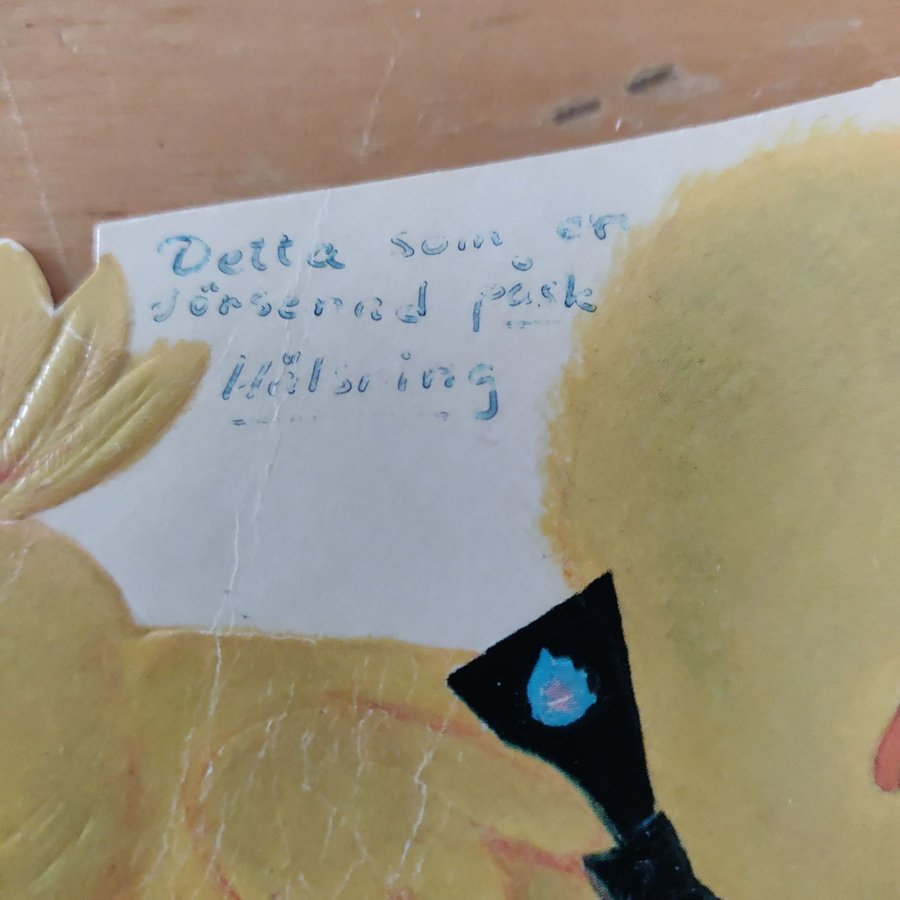 Detta som en
försenad påsk
Hälsning